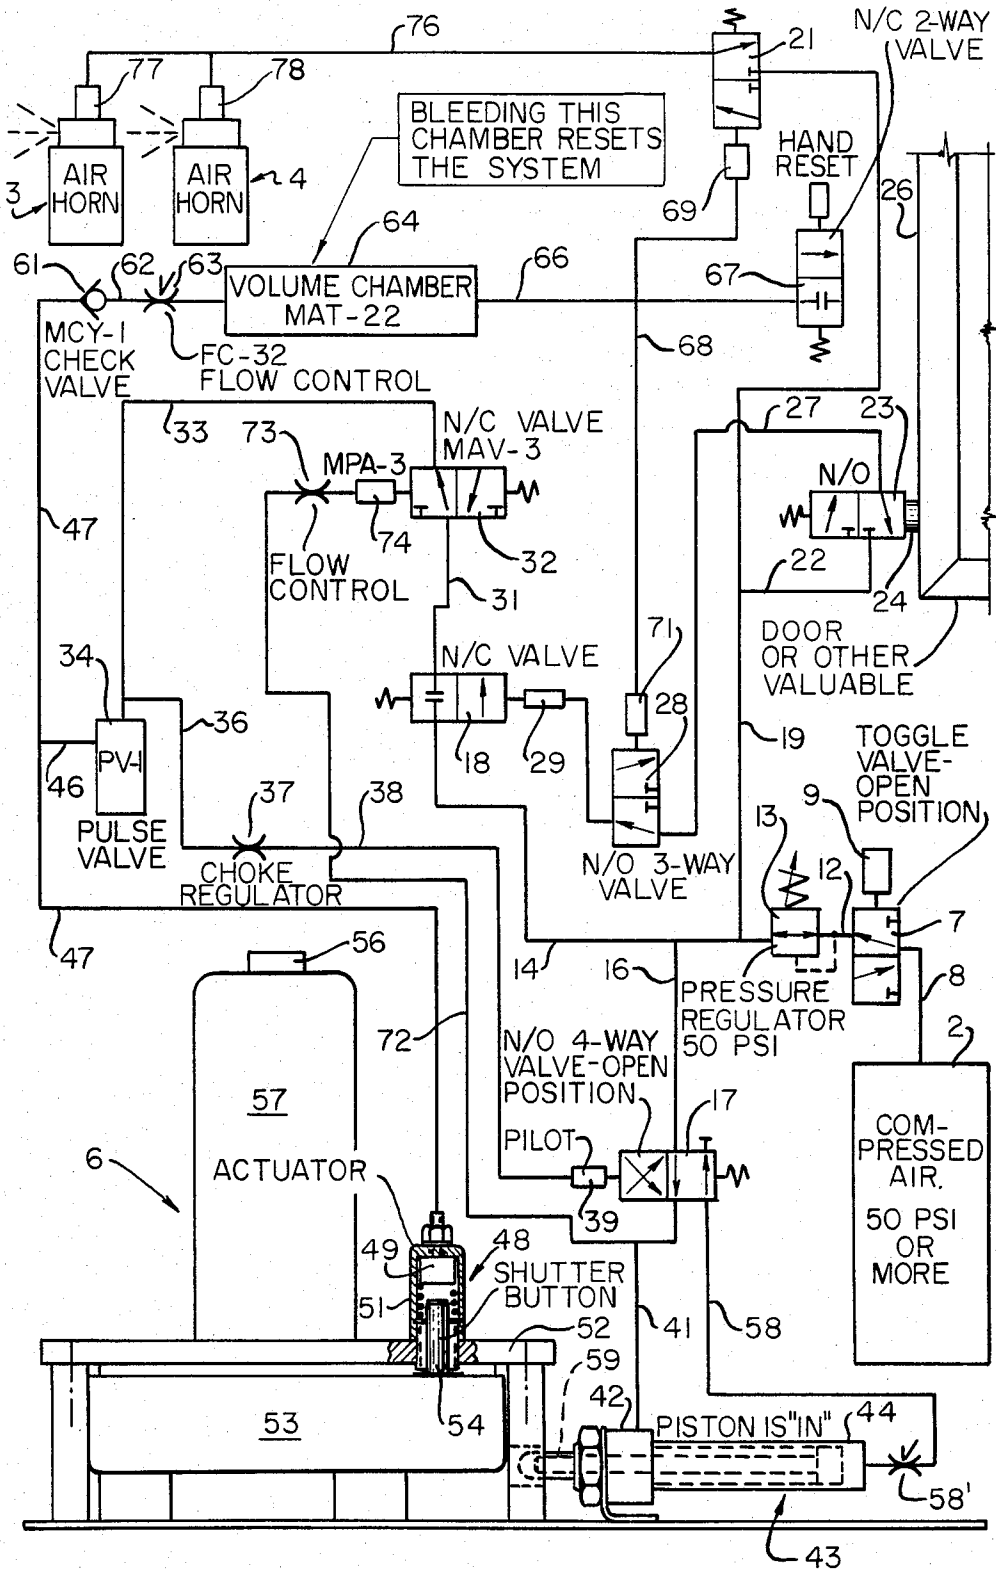 76
77
78
21
N/C 2-WAY
VALVE
BLEEDING THIS
CHAMBER RESETS
THE SYSTEM
HAND
RESET
3
AIR
HORN
AIR
HORN
4
69
26
64
61
62
63
66
67
VOLUME CHAMBER
MAT-22
MCY-1
CHECK
VALVE
FC-32
FLOW CONTROL
68
33
73
N/C VALVE
MAV-3
27
23
MPA-3
N/O
47
74
32
FLOW
CONTROL
31
22
24
71
DOOR
OR OTHER
VALUABLE
34
N/C VALVE
28
36
18
29
19
TOGGLE
VALVE-
OPEN
POSITION
PV-1
46
37
38
9
13
PULSE
VALVE
CHOKE
REGULATOR
N/O 3-WAY
VALVE
12
7
47
56
14
16
8
PRESSURE
REGULATOR
50 PSI
72
N/O 4-WAY
VALVE-OPEN
POSITION
2
57
17
COM-
PRESSED
AIR.
50 PSI
OR
MORE
PILOT
6
ACTUATOR
39
49
48
SHUTTER
BUTTON
51
52
41
58
59
42
53
54
PISTON IS "IN"
44
58'
43